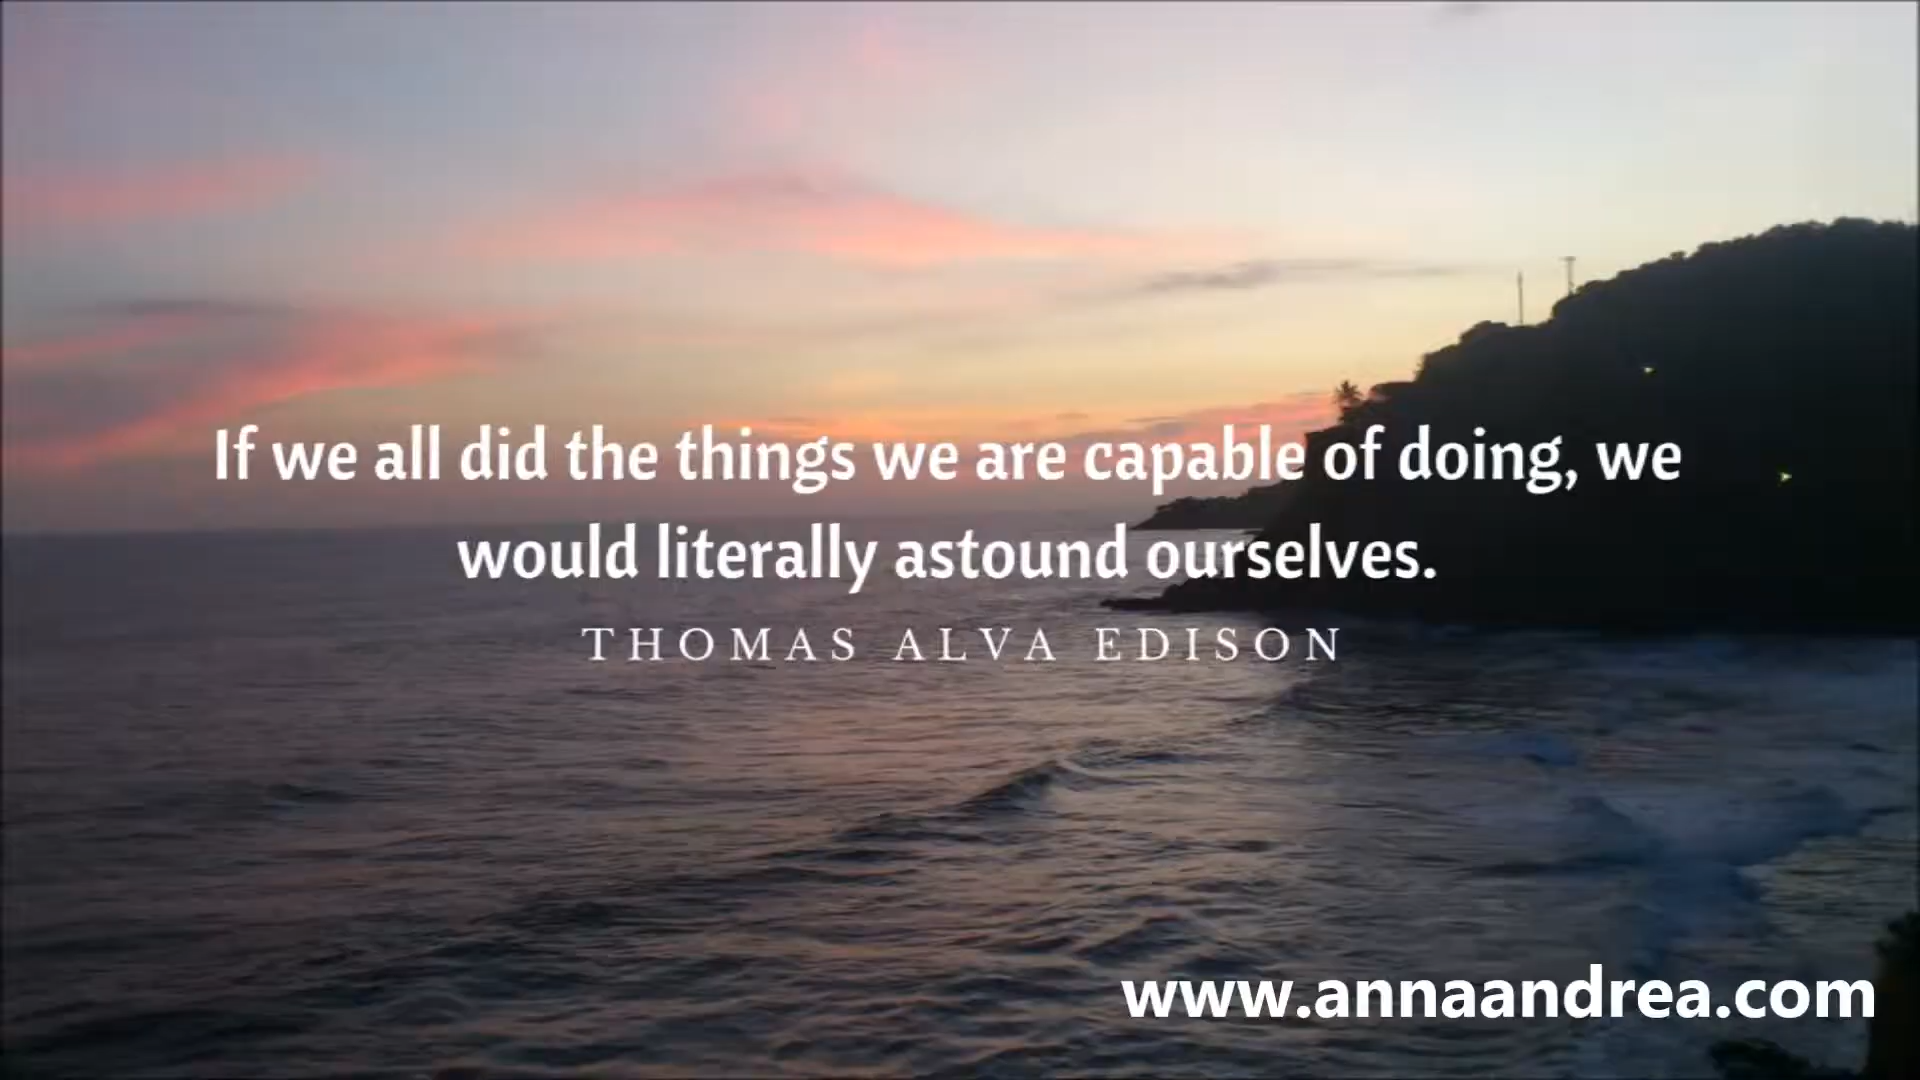 If we all did the things we are capable of doing, we
would literally astound ourselves.
THOMAS ALVA EDISON
www.annaandrea.com